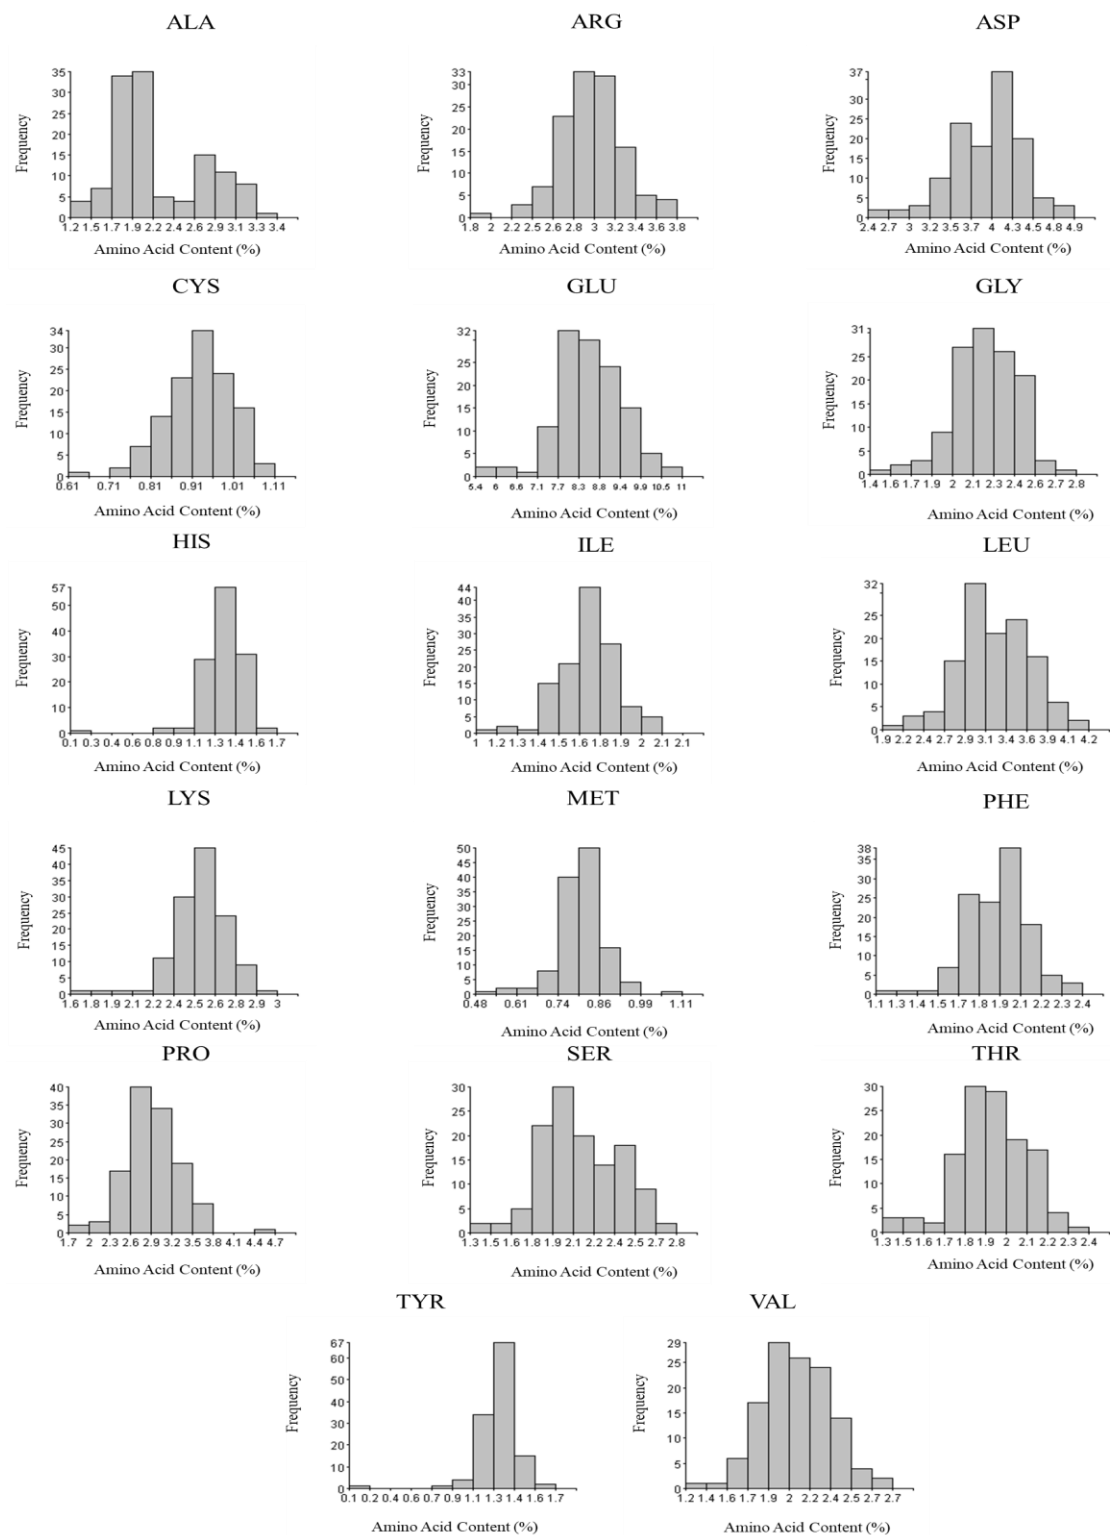 ALA
35
30
25
20
15
10
5
0
Frequency
1.2 1.5 1.7 1.9 2.1 2.2 2.4 2.6 2.9 3.1 3.3 3.4
Amino Acid Content (%)
ARG
33
30
25
20
15
10
5
0
Frequency
1.8 2 2.2 2.5 2.6 2.8 3 3.2 3.4 3.6 3.8
Amino Acid Content (%)
ASP
37
30
25
20
15
10
5
0
Frequency
2.4 2.7 3 3.2 3.5 3.7 4 4.3 4.5 4.8 4.9
Amino Acid Content (%)
CYS
34
30
25
20
15
10
5
0
Frequency
0.61 0.71 0.81 0.91 1.01 1.11
Amino Acid Content (%)
GLU
32
25
20
15
10
5
0
Frequency
5.4 6 6.6 7.1 7.7 8.3 8.8 9.4 9.9 10.5 11
Amino Acid Content (%)
GLY
31
25
20
15
10
5
0
Frequency
1.4 1.6 1.7 1.9 2 2.1 2.3 2.4 2.6 2.7 2.8
Amino Acid Content (%)
HIS
57
50
40
30
20
10
0
Frequency
0.1 0.3 0.4 0.6 0.8 0.9 1.1 1.3 1.4 1.6 1.7
Amino Acid Content (%)
ILE
44
40
35
30
25
20
15
10
5
0
Frequency
1 1.2 1.3 1.4 1.5 1.6 1.8 1.9 2 2.1 2.1
Amino Acid Content (%)
LEU
32
25
20
15
10
5
0
Frequency
1.9 2.2 2.4 2.7 2.9 3.1 3.4 3.6 3.9 4.1 4.2
Amino Acid Content (%)
LYS
45
40
30
20
15
10
5
0
Frequency
1.6 1.8 1.9 2.1 2.2 2.4 2.5 2.6 2.8 2.9 3
Amino Acid Content (%)
MET
50
40
35
30
25
20
15
10
5
0
Frequency
0.48 0.61 0.74 0.86 0.99 1.11
Amino Acid Content (%)
PHE
38
35
30
25
20
15
10
5
0
Frequency
1.1 1.3 1.4 1.5 1.7 1.8 1.9 2.1 2.2 2.3 2.4
Amino Acid Content (%)
PRO
40
35
30
25
20
15
10
5
0
Frequency
1.7 2 2.3 2.6 2.9 3.2 3.5 3.8 4.1 4.4 4.7
Amino Acid Content (%)
SER
30
25
20
15
10
5
0
Frequency
1.3 1.5 1.6 1.8 1.9 2.1 2.2 2.4 2.5 2.7 2.8
Amino Acid Content (%)
THR
30
25
20
15
10
5
0
Frequency
1.3 1.5 1.6 1.7 1.8 1.9 2 2.1 2.2 2.3 2.4
Amino Acid Content (%)
TYR
67
60
50
40
30
20
10
0
Frequency
0.1 0.2 0.4 0.6 0.7 0.9 1.1 1.3 1.4 1.6 1.7
Amino Acid Content (%)
VAL
29
25
20
15
10
5
0
Frequency
1.2 1.4 1.6 1.7 1.9 2 2.2 2.4 2.5 2.7 2.7
Amino Acid Content (%)